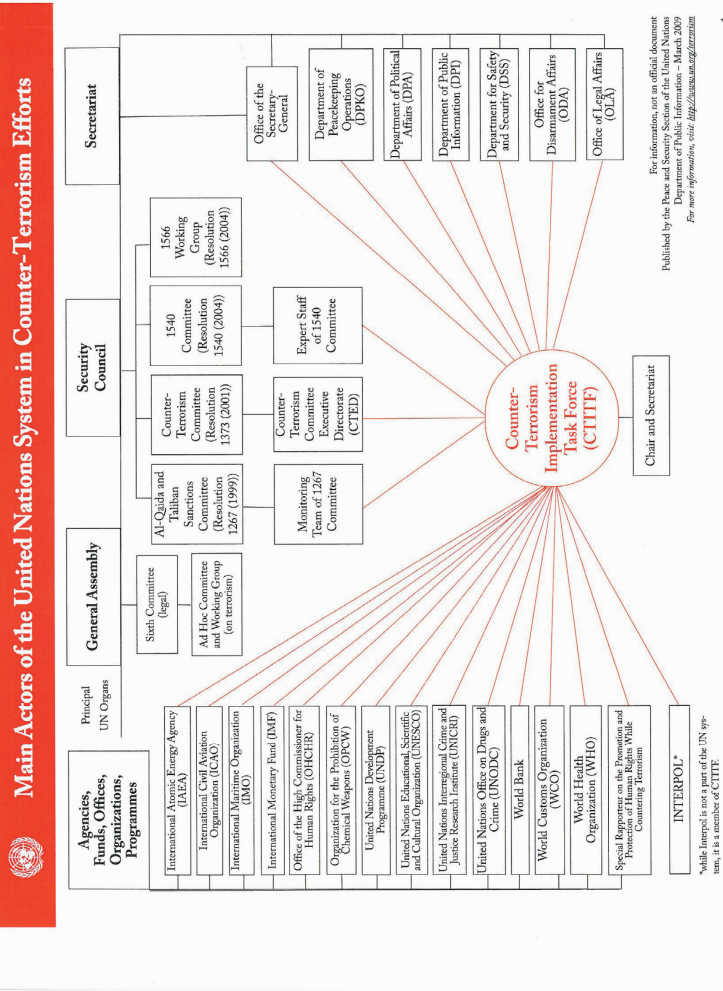 Main Actors of the United Nations System in Counter-Terrorism Efforts
Agencies,
Funds, Offices,
Organizations,
Programmes
Principal
UN Organs
General Assembly
Security
Council
Secretariat
International Atomic Energy Agency
(IAEA)
International Civil Aviation
Organization (ICAO)
International Maritime Organization
(IMO)
International Monetary Fund (IMF)
Office of the High Commissioner for
Human Rights (OHCHR)
Organization for the Prohibition of
Chemical Weapons (OPCW)
United Nations Development
Programme (UNDP)
United Nations Educational, Scientific
and Cultural Organization (UNESCO)
United Nations Interregional Crime and
Justice Research Institute (UNICRI)
United Nations Office on Drugs and
Crime (UNODC)
World Bank
World Customs Organization
(WCO)
World Health
Organization (WHO)
Special Rapporteur on the Promotion and
Protection of Human Rights While
Countering Terrorism
INTERPOL*
*while Interpol is not a part of the UN sys-
tem, it is a member of CTITF.
Sixth Committee
(legal)
Ad Hoc Committee
and Working Group
(on terrorism)
Al-Qaida and
Taliban
Sanctions
Committee
(Resolution
1267 (1999))
Monitoring
Team of 1267
Committee
Counter-
Terrorism
Committee
(Resolution
1373 (2001))
Counter-
Terrorism
Committee
Executive
Directorate
(CTED)
1540
Committee
(Resolution
1540 (2004))
Expert Staff
of 1540
Committee
1566
Working
Group
(Resolution
1566 (2004))
Office of the
Secretary-
General
Department of
Peacekeeping
Operations
(DPKO)
Department of Political
Affairs (DPA)
Department of Public
Information (DPI)
Department for Safety
and Security (DSS)
Office for
Disarmament Affairs
(ODA)
Office of Legal Affairs
(OLA)
Counter-
Terrorism
Implementation
Task Force
(CTITF)
Chair and Secretariat
For information, not an official document
Published by the Peace and Security Section of the United Nations
Department of Public Information – March 2009
For more information, visit: http://www.un.org/terrorism